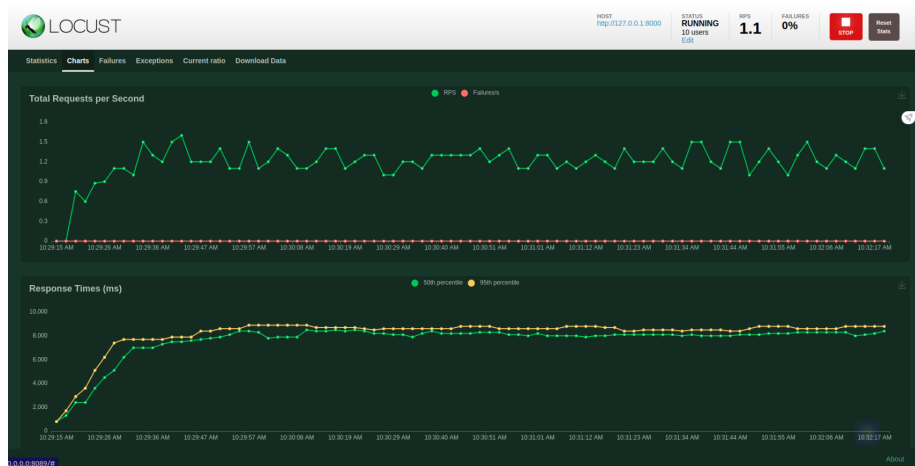 LOCUST
HOST
http://127.0.0.1:8000
STATUS
RUNNING
10 users
Edit
RPS
1.1
FAILURES
0%
STOP
Reset
Stats
Statistics Charts Failures Exceptions Current ratio Download Data
Total Requests per Second
RPS Failures/s
1.8
1.5
1.2
0.9
0.6
0.3
0
10:29:15 AM 10:29:26 AM 10:29:36 AM 10:29:47 AM 10:29:57 AM 10:30:08 AM 10:30:19 AM 10:30:29 AM 10:30:40 AM 10:30:51 AM 10:31:01 AM 10:31:12 AM 10:31:23 AM 10:31:34 AM 10:31:44 AM 10:31:55 AM 10:32:06 AM 10:32:17 AM
Response Times (ms)
50th percentile 95th percentile
10,000
8,000
6,000
4,000
2,000
0
10:29:15 AM 10:29:26 AM 10:29:36 AM 10:29:47 AM 10:29:57 AM 10:30:08 AM 10:30:19 AM 10:30:29 AM 10:30:40 AM 10:30:51 AM 10:31:01 AM 10:31:12 AM 10:31:23 AM 10:31:34 AM 10:31:44 AM 10:31:55 AM 10:32:06 AM 10:32:17 AM
About
0.0.0.0:8089/#